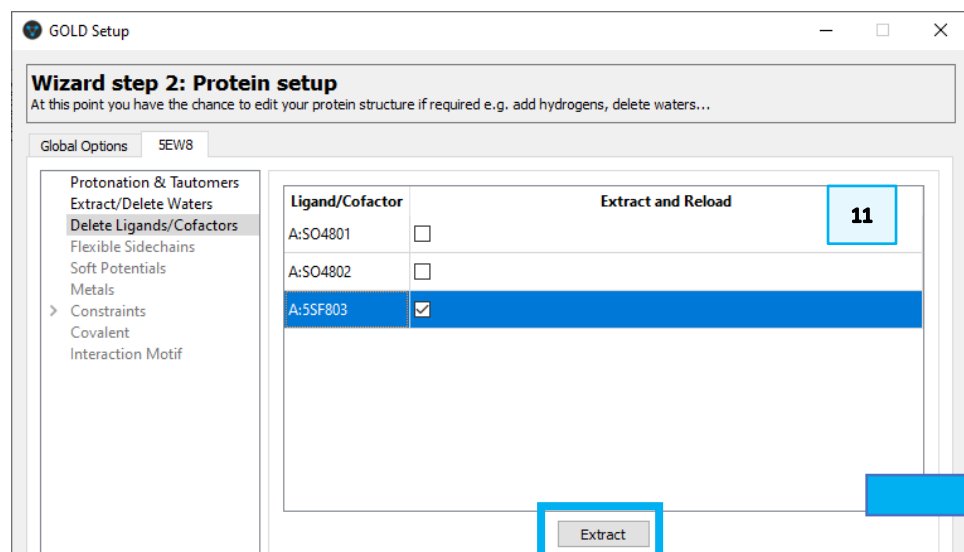 GOLD Setup
Wizard step 2: Protein setup
At this point you have the chance to edit your protein structure if required e.g. add hydrogens, delete waters...
Global Options 5EW8
Protonation & Tautomers
Extract/Delete Waters
Delete Ligands/Cofactors
Flexible Sidechains
Soft Potentials
Metals
Constraints
Covalent
Interaction Motif
Ligand/Cofactor Extract and Reload
11
A:SO4801
A:SO4802
A:5SF803
Extract